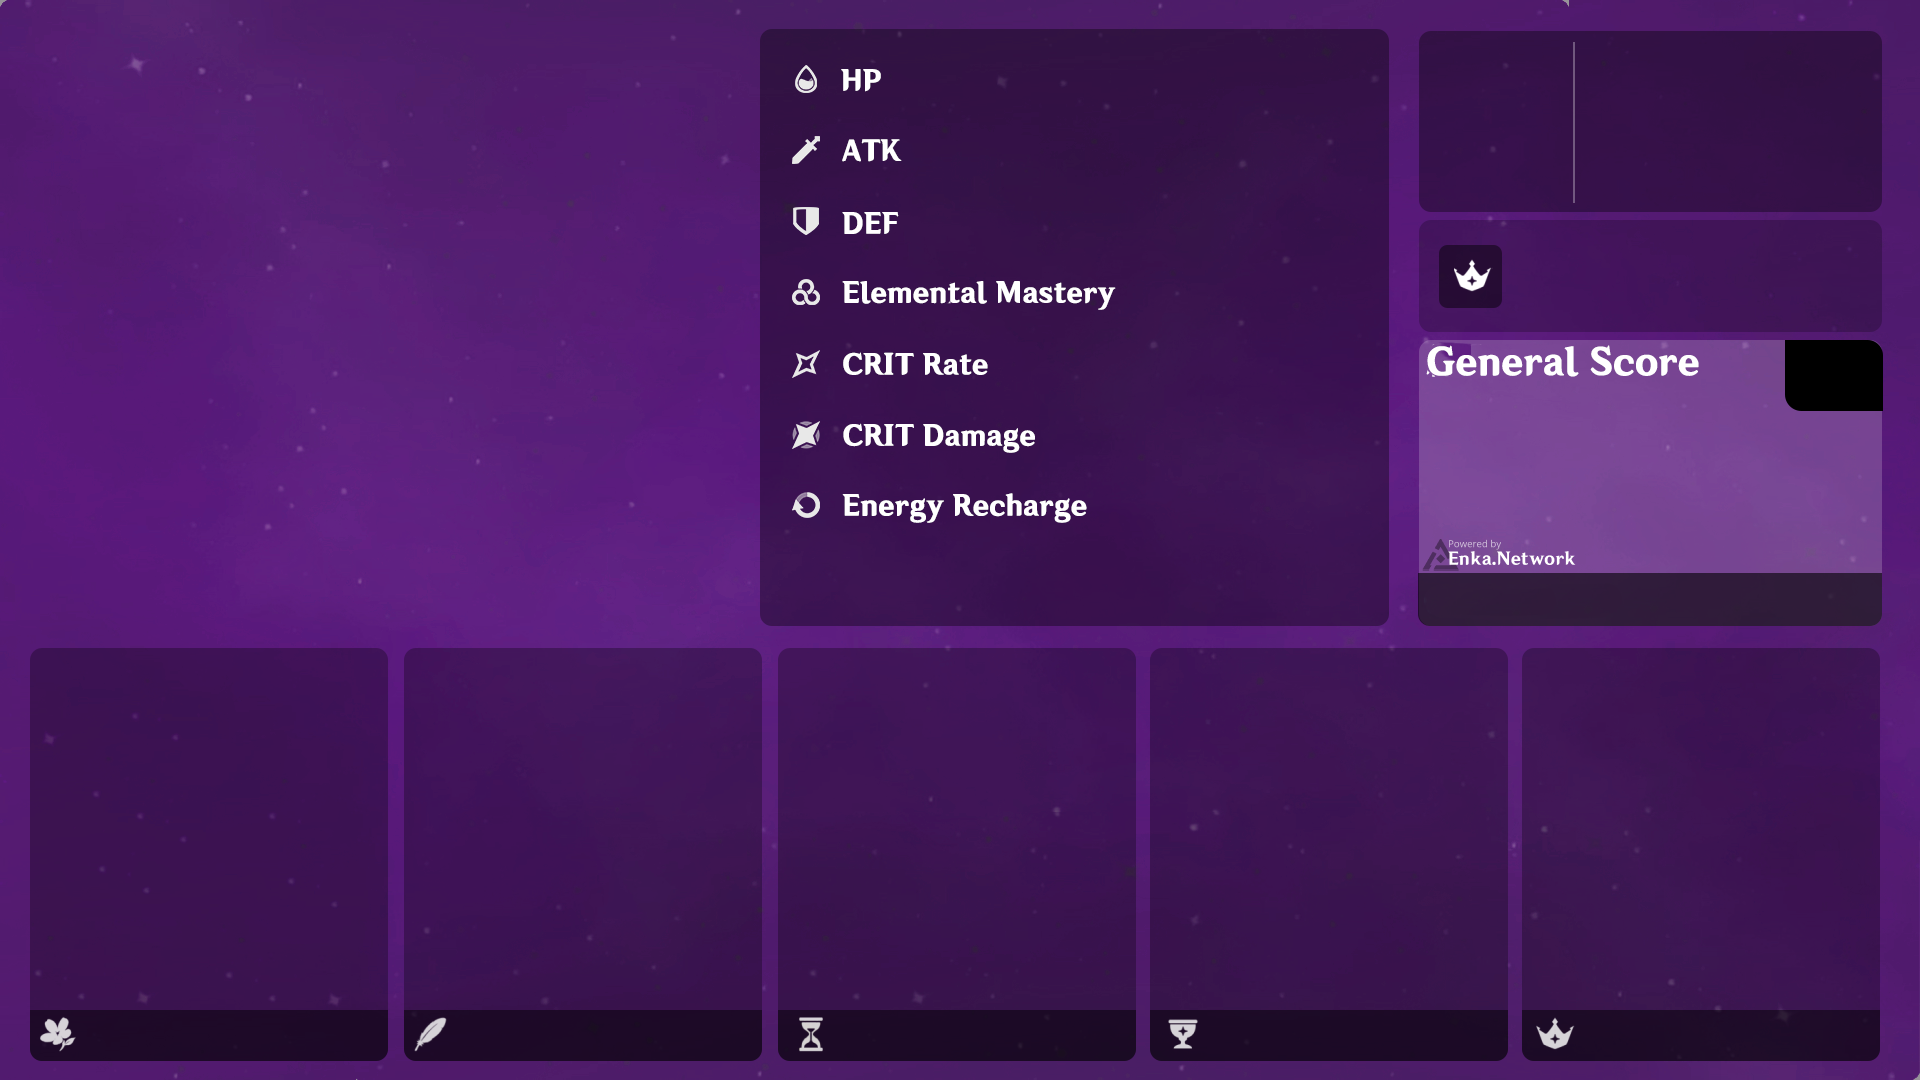 HP
ATK
DEF
Elemental Mastery
CRIT Rate
CRIT Damage
Energy Recharge
General Score
Powered by
Enka.Network